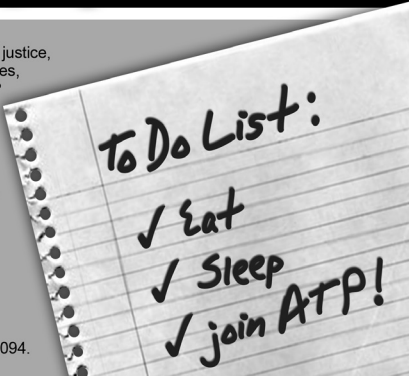 justice,
es,
To Do List:
✓ Eat
✓ Sleep
✓ join ATP!
094.